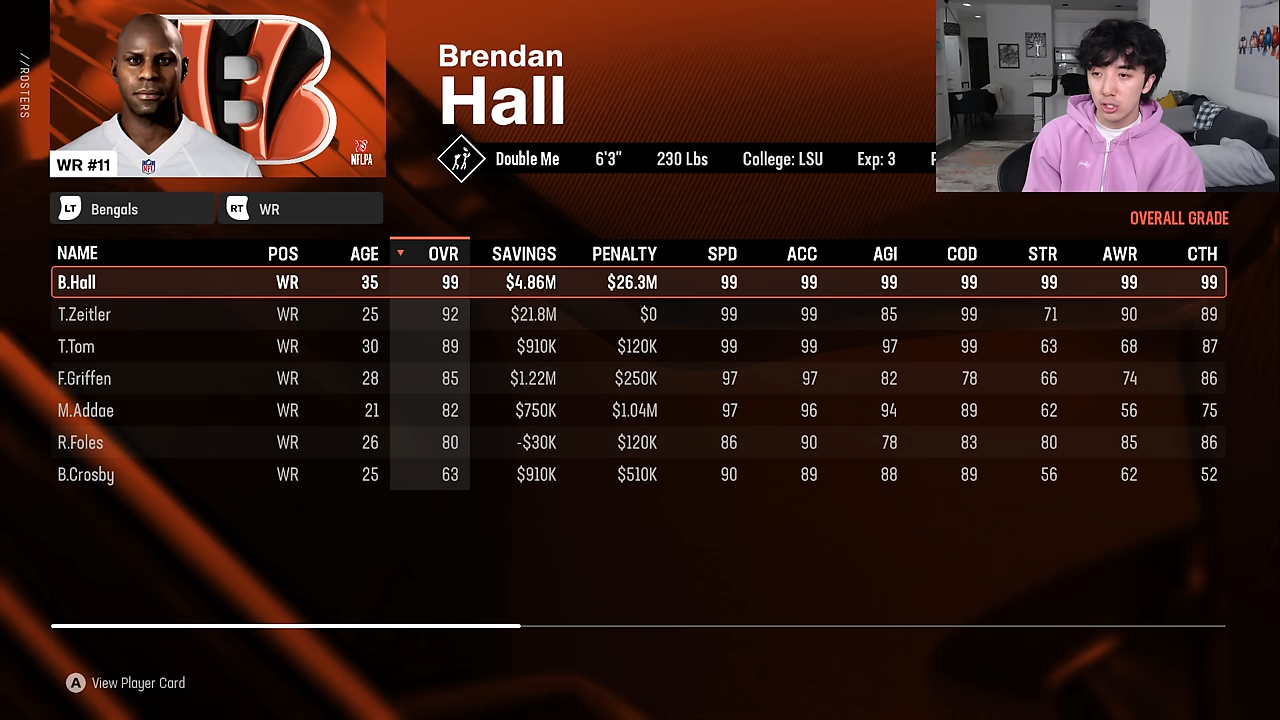 //ROSTERS
WR #11
NFLPA
Brendan
Hall
Double Me 6'3" 230 Lbs College: LSU Exp: 3
LT Bengals RT WR
OVERALL GRADE
NAME POS AGE OVR SAVINGS PENALTY SPD ACC AGI COD STR AWR CTH
B.Hall WR 35 99 $4.86M $26.3M 99 99 99 99 99 99 99
T.Zeitler WR 25 92 $21.8M $0 99 99 85 99 71 90 89
T.Tom WR 30 89 $910K $120K 99 99 97 99 63 68 87
F.Griffen WR 28 85 $1.22M $250K 97 97 82 78 66 74 86
M.Addae WR 21 82 $750K $1.04M 97 96 94 89 62 56 75
R.Foles WR 26 80 -$30K $120K 86 90 78 83 80 85 86
B.Crosby WR 25 63 $910K $510K 90 89 88 89 56 62 52
A View Player Card